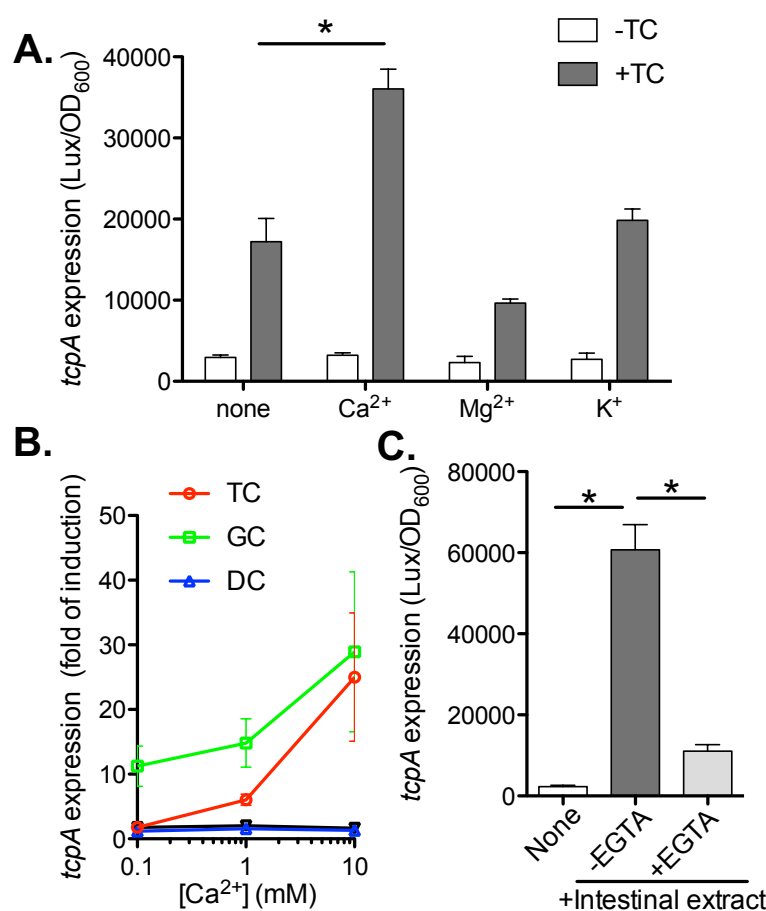 A.
-TC
+TC
*
tcpA expression (Lux/OD600)
40000
30000
20000
10000
0
none Ca2+ Mg2+ K+
B.
TC
GC
DC
tcpA expression (fold of induction)
50
40
30
20
10
0
0.1 1 10
[Ca2+] (mM)
C.
* *
tcpA expression (Lux/OD600)
80000
60000
40000
20000
0
None -EGTA +EGTA
+Intestinal extract